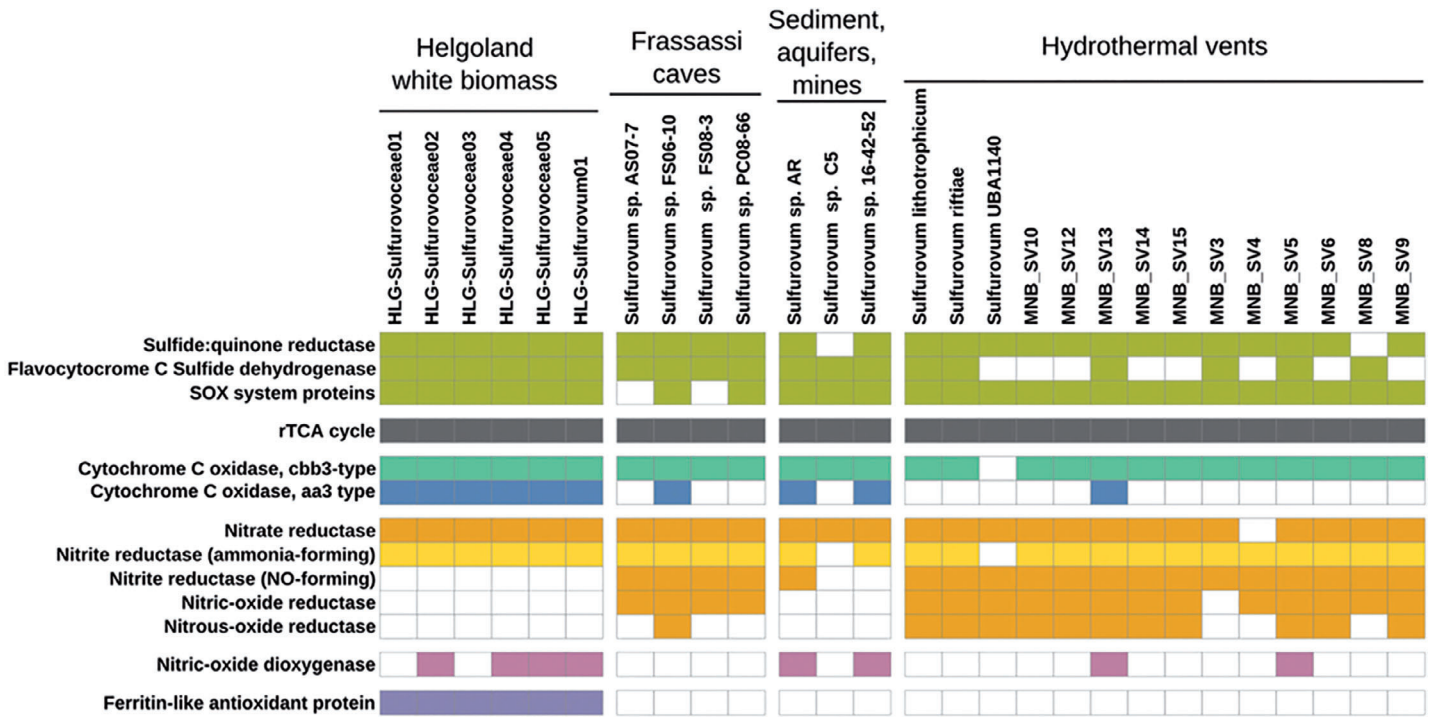 Helgoland
white biomass
Frassassi
caves
Sediment,
aquifers,
mines
Hydrothermal vents
HLG-Sulfurovoceae01
HLG-Sulfurovoceae02
HLG-Sulfurovoceae03
HLG-Sulfurovoceae04
HLG-Sulfurovoceae05
HLG-Sulfurovum01
Sulfurovum sp. AS07-7
Sulfurovum sp. FS06-10
Sulfurovum sp. FS08-3
Sulfurovum sp. PC08-66
Sulfurovum sp. AR
Sulfurovum sp. C5
Sulfurovum sp. 16-42-52
Sulfurovum lithotrophicum
Sulfurovum riftiae
Sulfurovum UBA1140
MNB_SV10
MNB_SV12
MNB_SV13
MNB_SV14
MNB_SV15
MNB_SV3
MNB_SV4
MNB_SV5
MNB_SV6
MNB_SV8
MNB_SV9
Sulfide:quinone reductase
Flavocytocrome C Sulfide dehydrogenase
SOX system proteins
rTCA cycle
Cytochrome C oxidase, cbb3-type
Cytochrome C oxidase, aa3 type
Nitrate reductase
Nitrite reductase (ammonia-forming)
Nitrite reductase (NO-forming)
Nitric-oxide reductase
Nitrous-oxide reductase
Nitric-oxide dioxygenase
Ferritin-like antioxidant protein